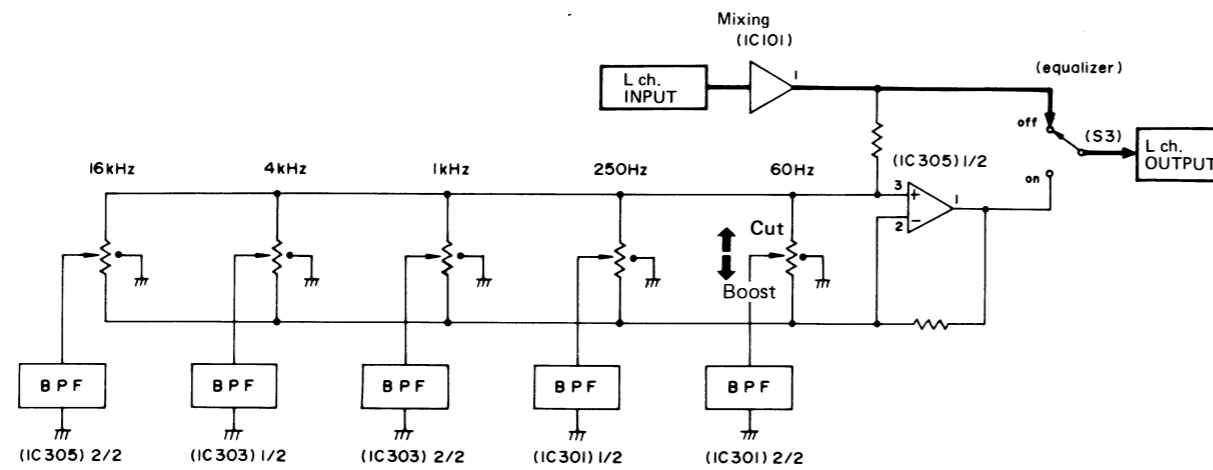 Mixing
(IC101)
L ch.
INPUT
1
(equalizer)
off
(S3)
L ch.
OUTPUT
on
(IC305) 1/2
3
+
1
2
−
16kHz
4kHz
1kHz
250Hz
60Hz
Cut
Boost
BPF
BPF
BPF
BPF
BPF
(IC305) 2/2
(IC303) 1/2
(IC303) 2/2
(IC301) 1/2
(IC301) 2/2